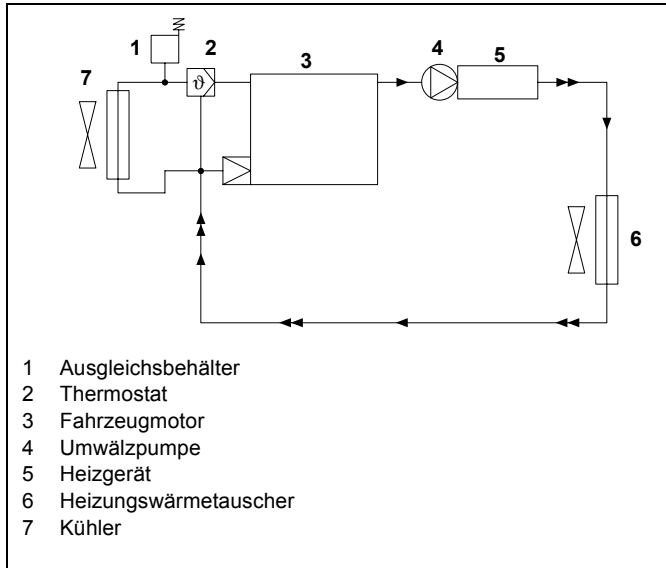 1
2
3
4
5
7
ϑ
6
1 Ausgleichsbehälter
2 Thermostat
3 Fahrzeugmotor
4 Umwälzpumpe
5 Heizgerät
6 Heizungswärmetauscher
7 Kühler